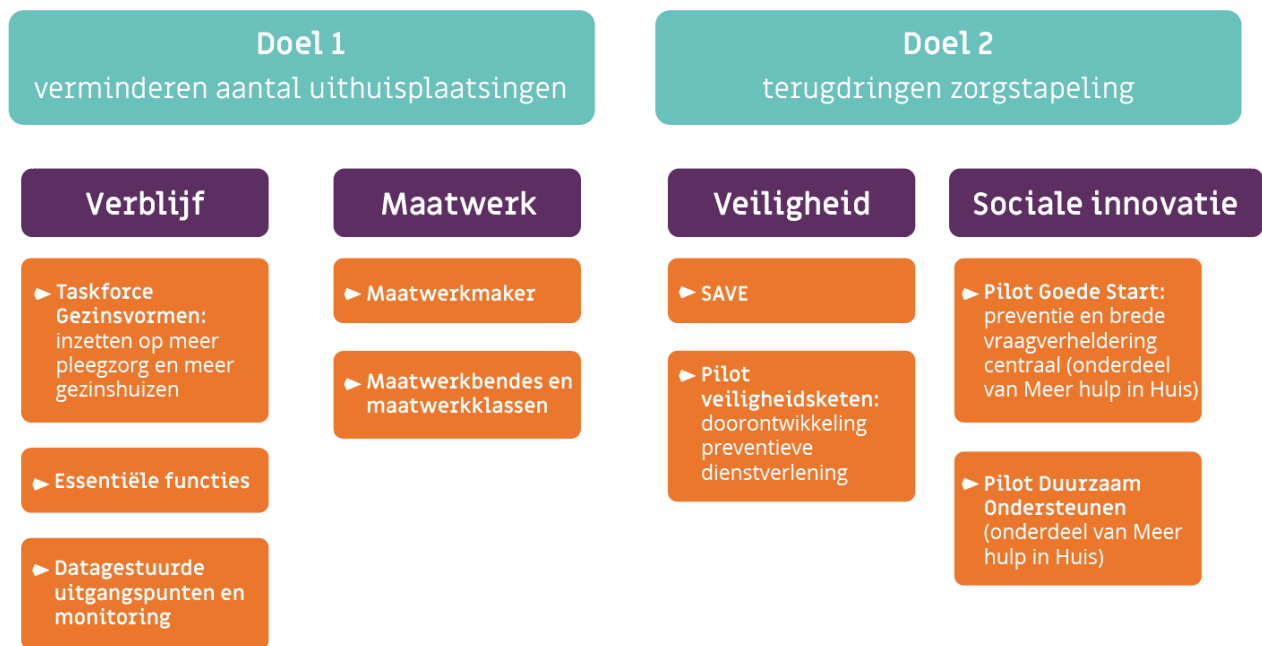 Doel 1
verminderen aantal uithuisplaatsingen
Doel 2
terugdringen zorgstapeling
Verblijf
Taskforce
Gezinsvormen:
inzetten op meer
pleegzorg en meer
gezinshuizen
Essentiële functies
Datagestuurde
uitgangspunten en
monitoring
Maatwerk
Maatwerkmaker
Maatwerkbendes en
maatwerkklassen
Veiligheid
SAVE
Pilot
veiligheidsketen:
doorontwikkeling
preventieve
dienstverlening
Sociale innovatie
Pilot Goede Start:
preventie en brede
vraagverheldering
centraal (onderdeel
van Meer hulp in Huis)
Pilot Duurzaam
Ondersteunen
(onderdeel van Meer
hulp in Huis)